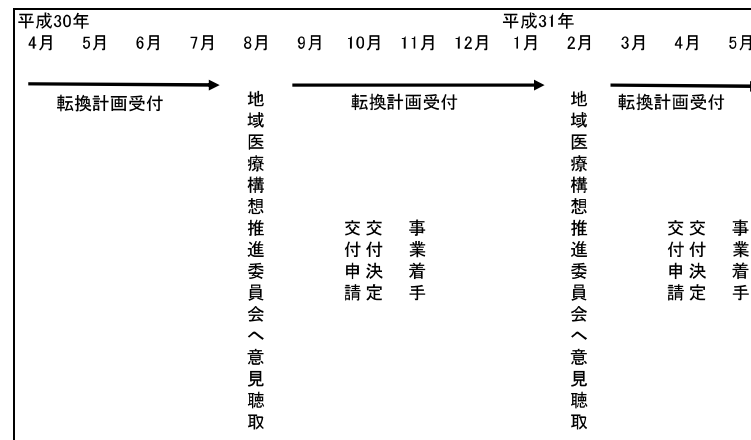 平成30年 平成31年
4月 5月 6月 7月 8月 9月 10月 11月 12月 1月 2月 3月 4月 5月
転換計画受付 転換計画受付 転換計画受付
地域医療構想推進委員会へ意見聴取
交付申請
交付決定
事業着手
地域医療構想推進委員会へ意見聴取
交付申請
交付決定
事業着手